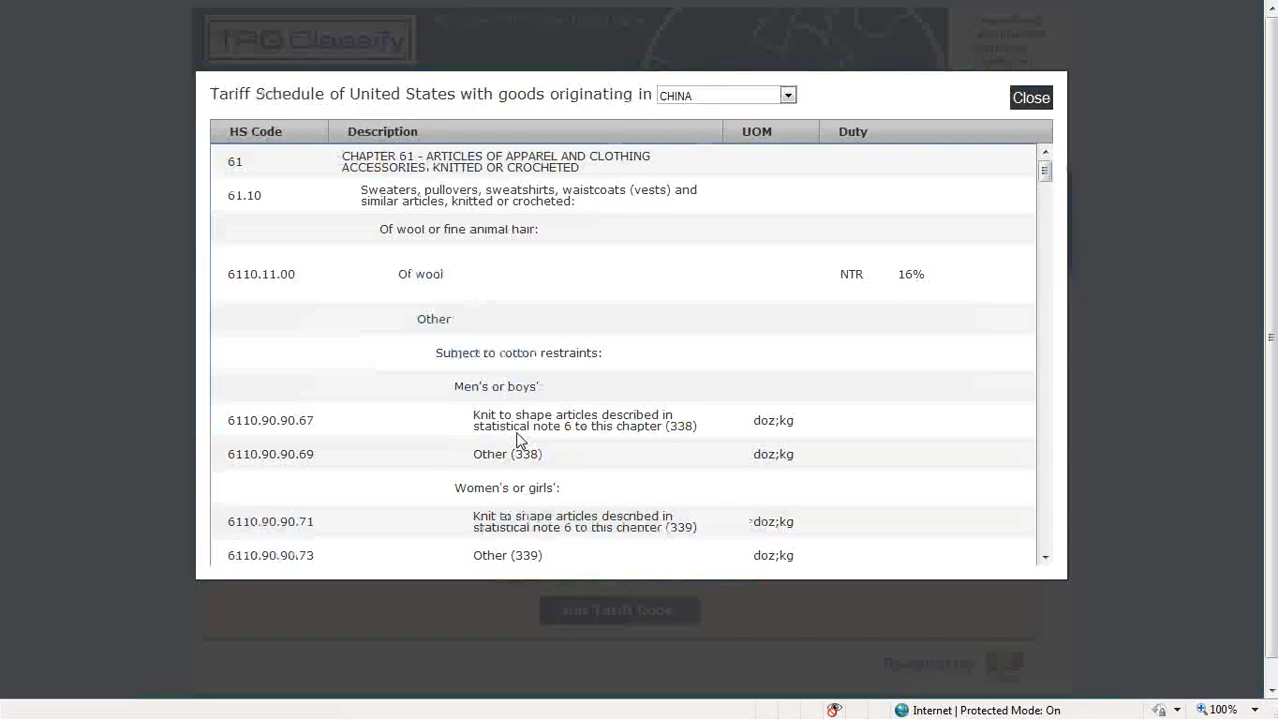 TAG Classify
Tariff Schedule of United States with goods originating in CHINA
Close
HS Code Description UOM Duty
61 CHAPTER 61 - ARTICLES OF APPAREL AND CLOTHING
ACCESSORIES, KNITTED OR CROCHETED
61.10 Sweaters, pullovers, sweatshirts, waistcoats (vests) and
similar articles, knitted or crocheted:
Of wool or fine animal hair:
6110.11.00 Of wool NTR 16%
Other
Subject to cotton restraints:
Men's or boys':
6110.90.90.67 Knit to shape articles described in
statistical note 6 to this chapter (338) doz;kg
6110.90.90.69 Other (338) doz;kg
Women's or girls':
6110.90.90.71 Knit to shape articles described in
statistical note 6 to this chapter (339) doz;kg
6110.90.90.73 Other (339) doz;kg
Tariff Code
Internet | Protected Mode: On
100%